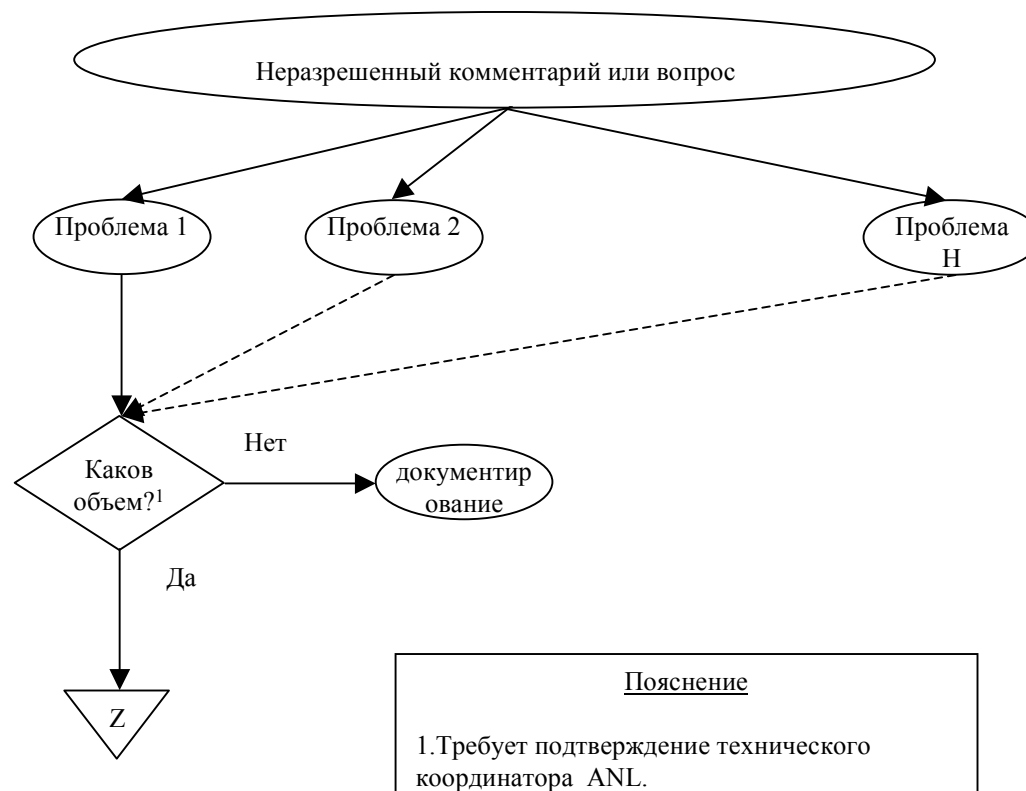 Неразрешенный комментарий или вопрос
Проблема 1
Проблема 2
Проблема
Н
Нет
Каков
объем?¹
документир
ование
Да
Z
Пояснение
1.Требует подтверждение технического
координатора ANL.